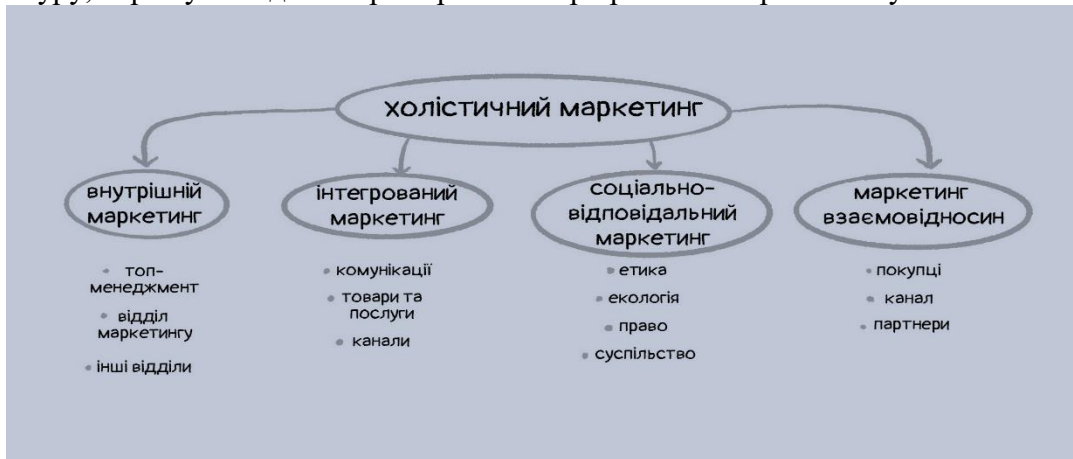 холістичний маркетинг
внутрішній
маркетинг
інтегрований
маркетинг
соціально-
відповідальний
маркетинг
маркетинг
взаємовідносин
• топ-
менеджмент
• відділ
маркетингу
• інші відділи
• комунікації
• товари та
послуги
• канали
• етика
• екологія
• право
• суспільство
• покупці
• канал
• партнери